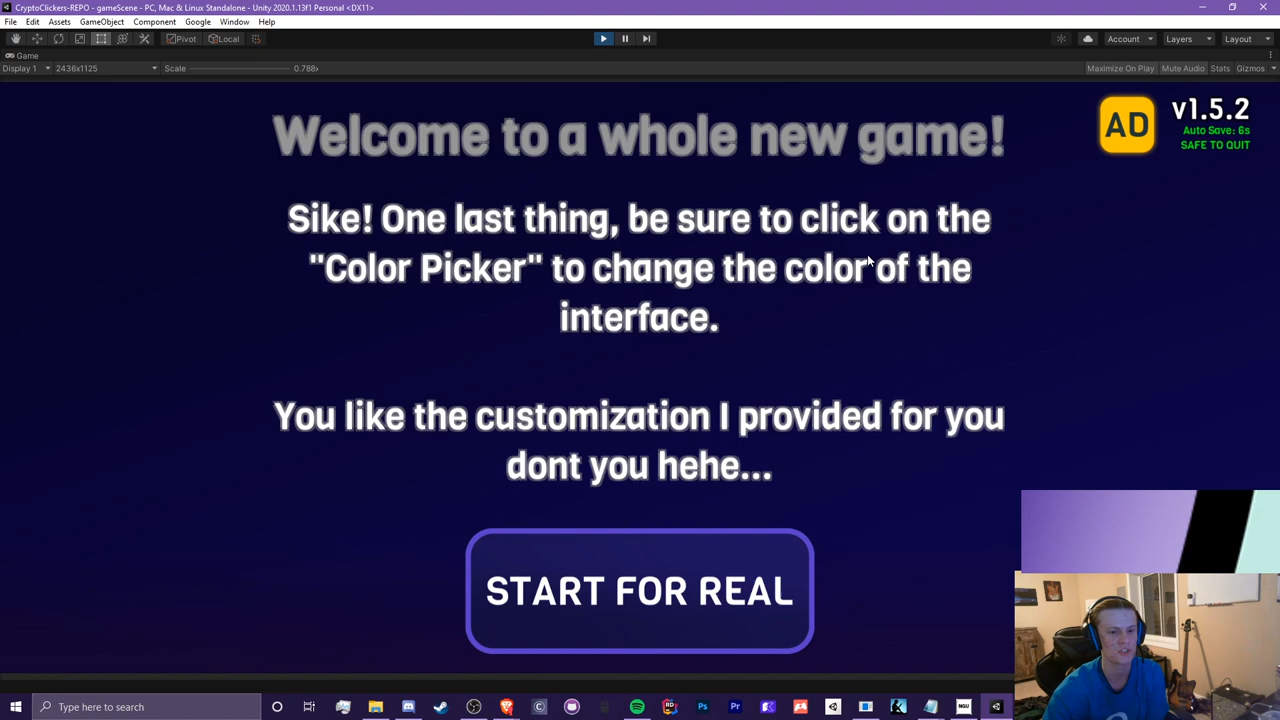 CryptoClickers-REPO - gameScene - PC, Mac & Linux Standalone - Unity 2020.1.13f1 Personal <DX11>
File Edit Assets GameObject Component Google Window Help
Pivot Local Account Layers Layout
Game
Display 1 2436x1125 Scale 0.788x Maximize On Play Mute Audio Stats Gizmos
Welcome to a whole new game!
AD v1.5.2
Auto Save: 6s
SAFE TO QUIT
Sike! One last thing, be sure to click on the
"Color Picker" to change the color of the
interface.
You like the customization I provided for you
dont you hehe...
START FOR REAL
Type here to search
RD Ps Pr NGU